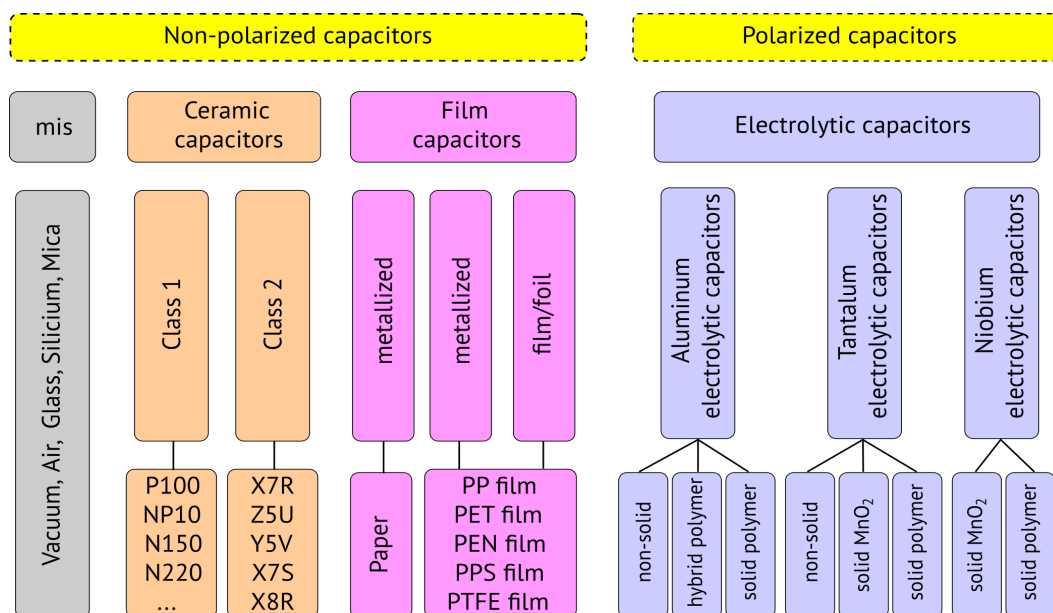 Non-polarized capacitors
Polarized capacitors
mis
Ceramic
capacitors
Film
capacitors
Electrolytic capacitors
Vacuum, Air, Glass, Silicium, Mica
Class 1
Class 2
metallized
metallized
film/foil
Aluminum
electrolytic capacitors
Tantalum
electrolytic capacitors
Niobium
electrolytic capacitors
P100
NP10
N150
N220
...
X7R
Z5U
Y5V
X7S
X8R
Paper
PP film
PET film
PEN film
PPS film
PTFE film
non-solid
hybrid polymer
solid polymer
non-solid
solid MnO₂
solid polymer
solid MnO₂
solid polymer